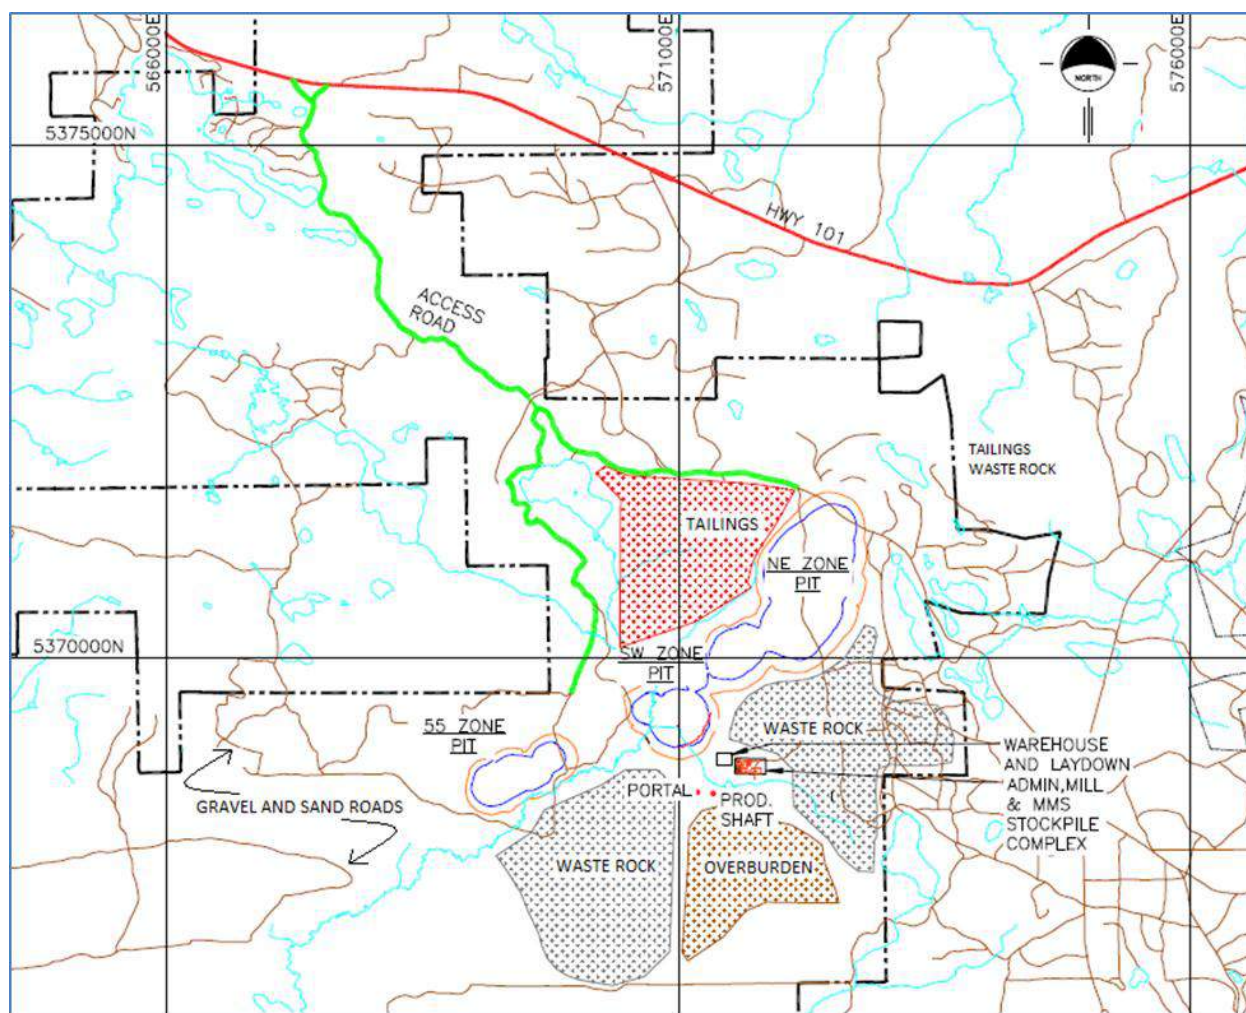 566000E
571000E
576000E
NORTH
5375000N
HWY 101
ACCESS
ROAD
TAILINGS
WASTE ROCK
TAILINGS
NE ZONE
PIT
5370000N
SW ZONE
PIT
55 ZONE
PIT
WASTE ROCK
WAREHOUSE
AND LAYDOWN
ADMIN,MILL
& MMS
STOCKPILE
COMPLEX
PORTAL
PROD.
SHAFT
GRAVEL AND SAND ROADS
WASTE ROCK
OVERBURDEN